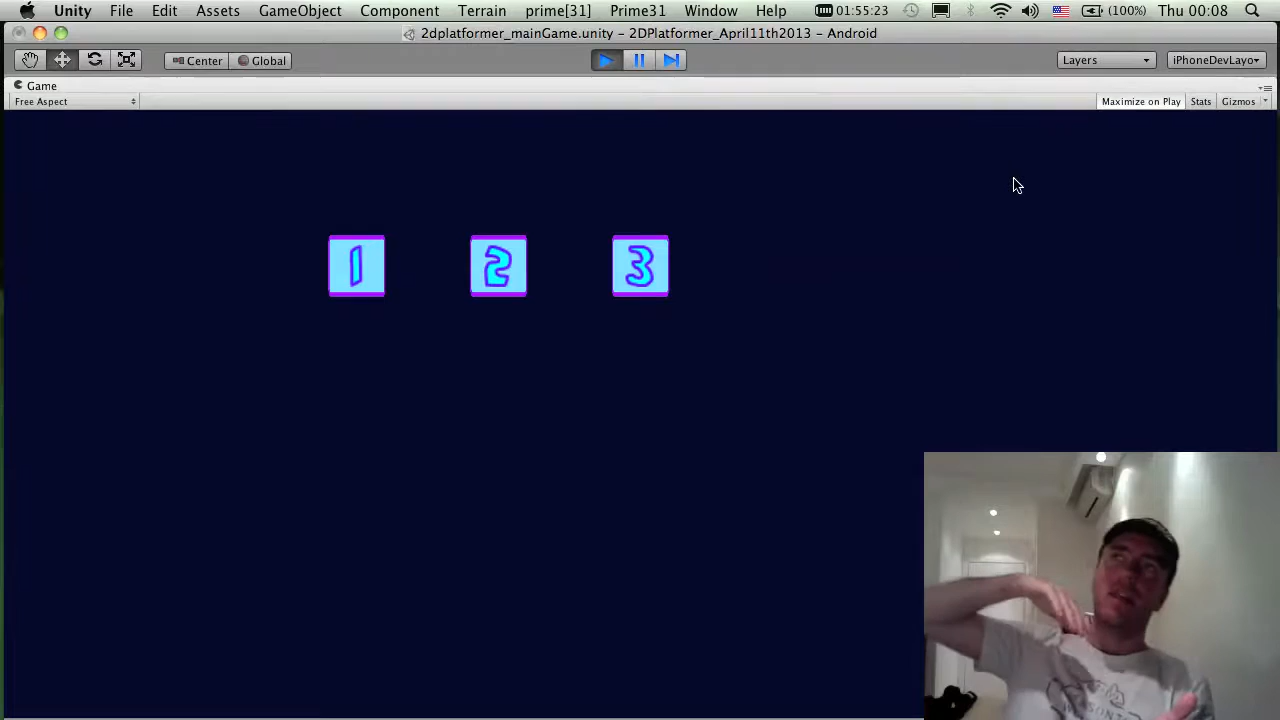 Unity File Edit Assets GameObject Component Terrain prime[31] Prime31 Window Help 01:55:23 (100%) Thu 00:08
2dplatformer_mainGame.unity - 2DPlatformer_April11th2013 - Android
Center Global Layers iPhoneDevLayo
Game
Free Aspect Maximize on Play Stats Gizmos
1 2 3